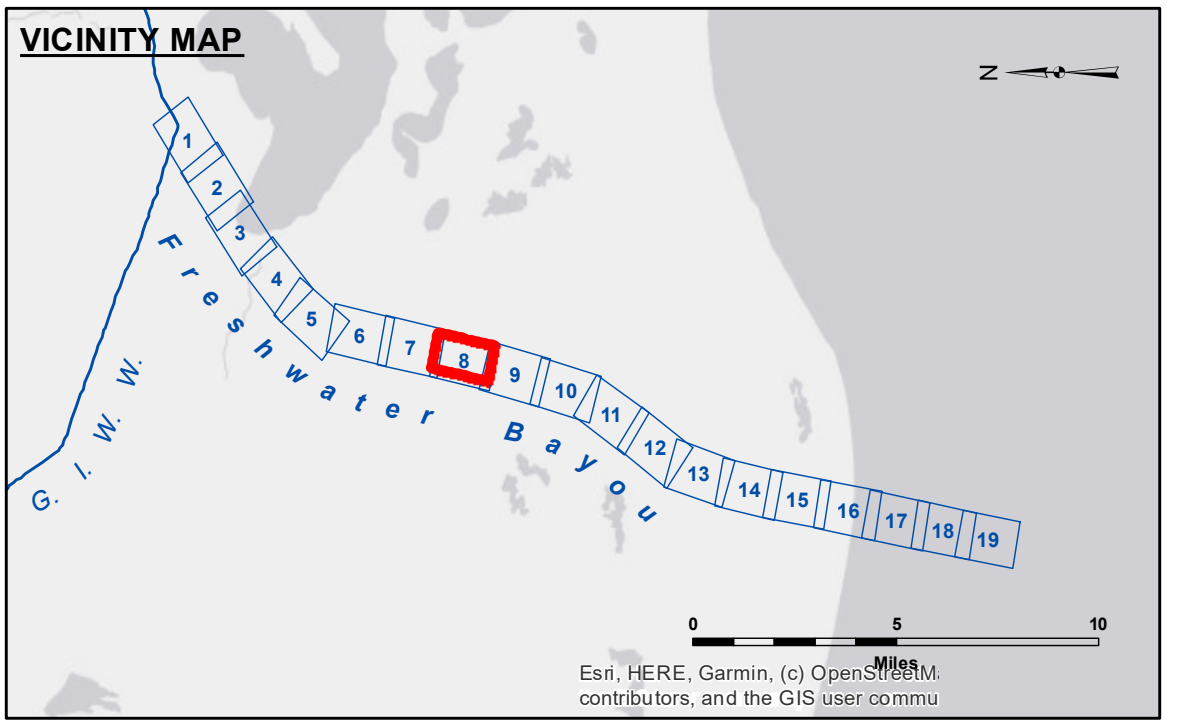 VICINITY MAP
N
1
2
3
4
5
6
7
8
9
10
11
12
13
14
15
16
17
18
19
Freshwater Bayou
G. I. W. W.
0 5 10
Miles
Esri, HERE, Garmin, (c) OpenStreetM
contributors, and the GIS user commu